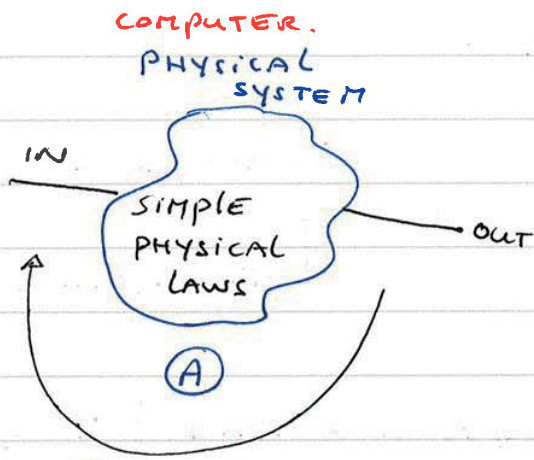 COMPUTER.
PHYSICAL
SYSTEM
IN
SIMPLE
PHYSICAL
LAWS
OUT
A